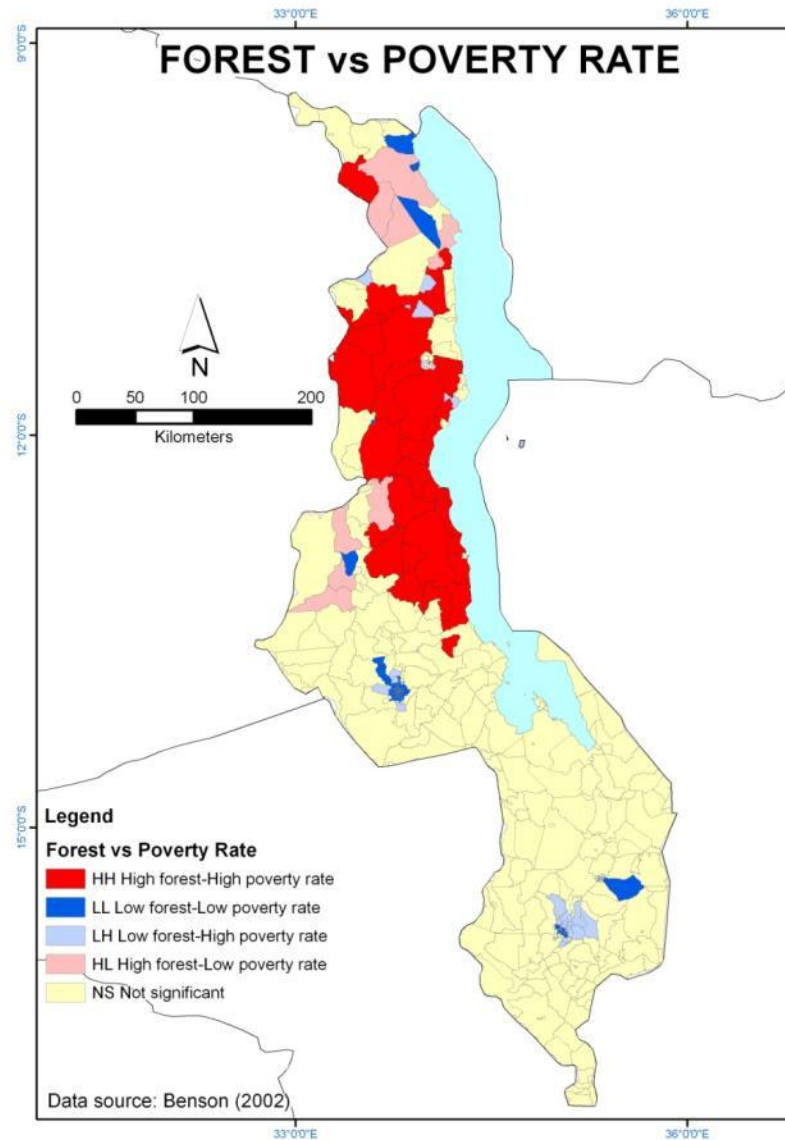 33°0'0"E
36°0'0"E
9°0'0"S
FOREST vs POVERTY RATE
N
0 50 100 200
Kilometers
12°0'0"S
15°0'0"S
Legend
Forest vs Poverty Rate
HH High forest-High poverty rate
LL Low forest-Low poverty rate
LH Low forest-High poverty rate
HL High forest-Low poverty rate
NS Not significant
Data source: Benson (2002)
33°0'0"E
36°0'0"E